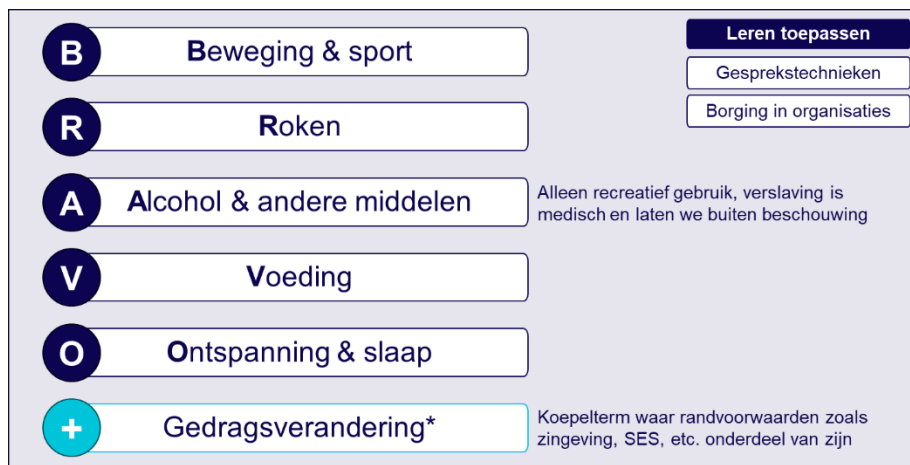 B Beweging & sport
Leren toepassen
Gesprekstechnieken
Borging in organisaties
R Roken
A Alcohol & andere middelen
Alleen recreatief gebruik, verslaving is
medisch en laten we buiten beschouwing
V Voeding
O Ontspanning & slaap
+ Gedragsverandering*
Koepelterm waar randvoorwaarden zoals
zingeving, SES, etc. onderdeel van zijn